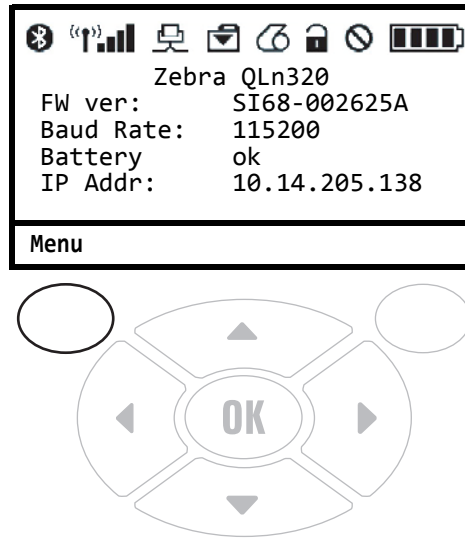 Zebra QLn320
FW ver: SI68-002625A
Baud Rate: 115200
Battery ok
IP Addr: 10.14.205.138
Menu
OK